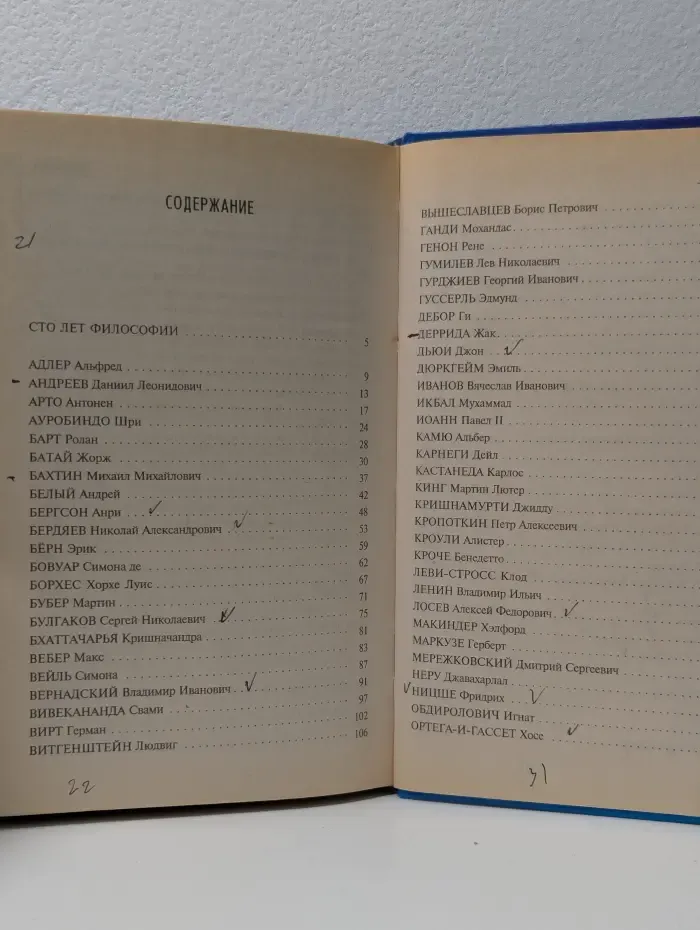 СОДЕРЖАНИЕ
21
СТО ЛЕТ ФИЛОСОФИИ 5
АДЛЕР Альфред 9
АНДРЕЕВ Даниил Леонидович 13
АРТО Антонен 17
АУРОБИНДО Шри 24
БАРТ Ролан 28
БАТАЙ Жорж 30
БАХТИН Михаил Михайлович 37
БЕЛЫЙ Андрей 42
БЕРГСОН Анри 48
БЕРДЯЕВ Николай Александрович 53
БЁРН Эрик 59
БОВУАР Симона де 62
БОРХЕС Хорхе Луис 67
БУБЕР Мартин 71
БУЛГАКОВ Сергей Николаевич 75
БХАТТАЧАРЬЯ Кришначандра 81
ВЕБЕР Макс 83
ВЕЙЛЬ Симона 87
ВЕРНАДСКИЙ Владимир Иванович 91
ВИВЕКАНАНДА Свами 97
ВИРТ Герман 102
ВИТГЕНШТЕЙН Людвиг 106
22
ВЫШЕСЛАВЦЕВ Борис Петрович
ГАНДИ Мохандас
ГЕНОН Рене
ГУМИЛЕВ Лев Николаевич
ГУРДЖИЕВ Георгий Иванович
ГУССЕРЛЬ Эдмунд
ДЕБОР Ги
ДЕРРИДА Жак
ДЬЮИ Джон
ДЮРКГЕЙМ Эмиль
ИВАНОВ Вячеслав Иванович
ИКБАЛ Мухаммад
ИОАНН Павел II
КАМЮ Альбер
КАРНЕГИ Дейл
КАСТАНЕДА Карлос
КИНГ Мартин Лютер
КРИШНАМУРТИ Джидду
КРОПОТКИН Петр Алексеевич
КРОУЛИ Алистер
КРОЧЕ Бенедетто
ЛЕВИ-СТРОСС Клод
ЛЕНИН Владимир Ильич
ЛОСЕВ Алексей Федорович
МАКИНДЕР Хэлфорд
МАРКУЗЕ Герберт
МЕРЕЖКОВСКИЙ Дмитрий Сергеевич
НЕРУ Джавахарлал
НИЦШЕ Фридрих
ОБДИРОЛОВИЧ Игнат
ОРТЕГА-И-ГАССЕТ Хосе
31